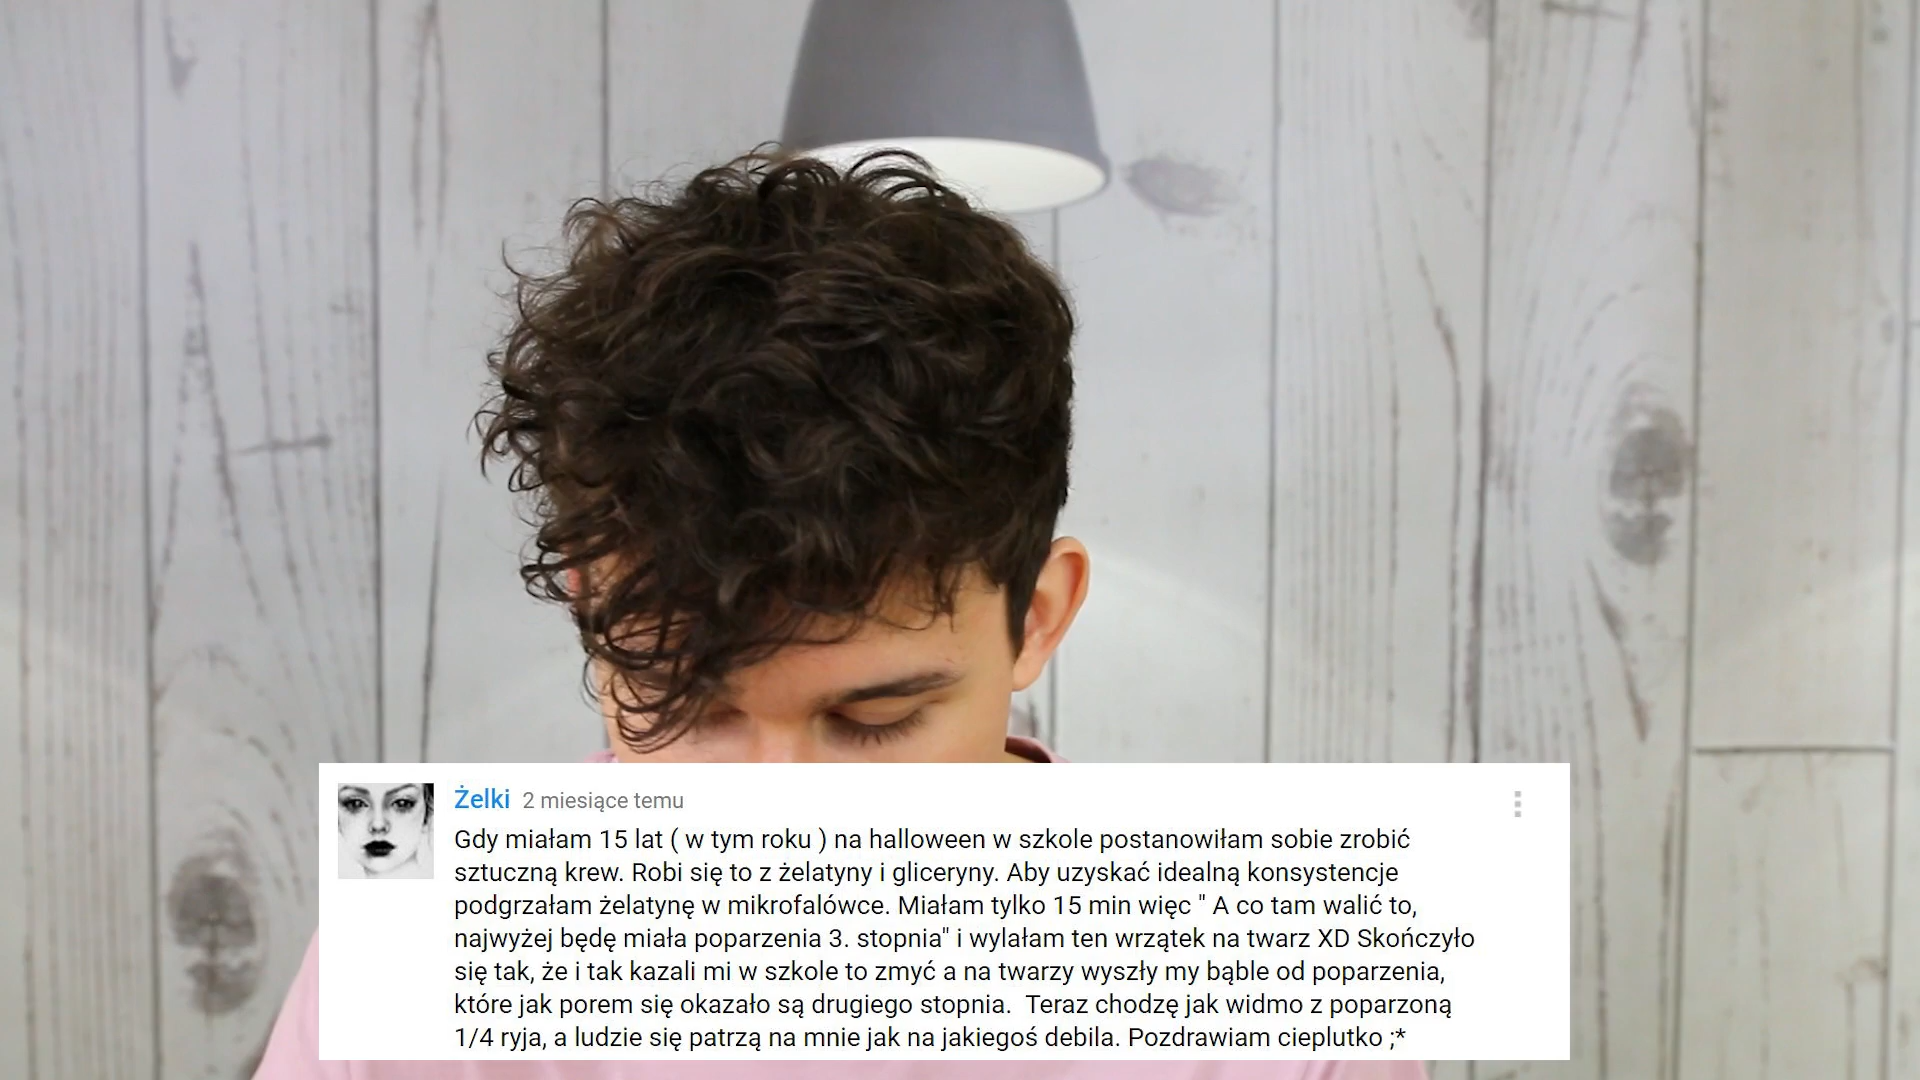 Żelki 2 miesiące temu
Gdy miałam 15 lat ( w tym roku ) na halloween w szkole postanowiłam sobie zrobić
sztuczną krew. Robi się to z żelatyny i gliceryny. Aby uzyskać idealną konsystencje
podgrzałam żelatynę w mikrofalówce. Miałam tylko 15 min więc " A co tam walić to,
najwyżej będę miała poparzenia 3. stopnia" i wylałam ten wrzątek na twarz XD Skończyło
się tak, że i tak kazali mi w szkole to zmyć a na twarzy wyszły my bąble od poparzenia,
które jak porem się okazało są drugiego stopnia.  Teraz chodzę jak widmo z poparzoną
1/4 ryja, a ludzie się patrzą na mnie jak na jakiegoś debila. Pozdrawiam cieplutko ;*